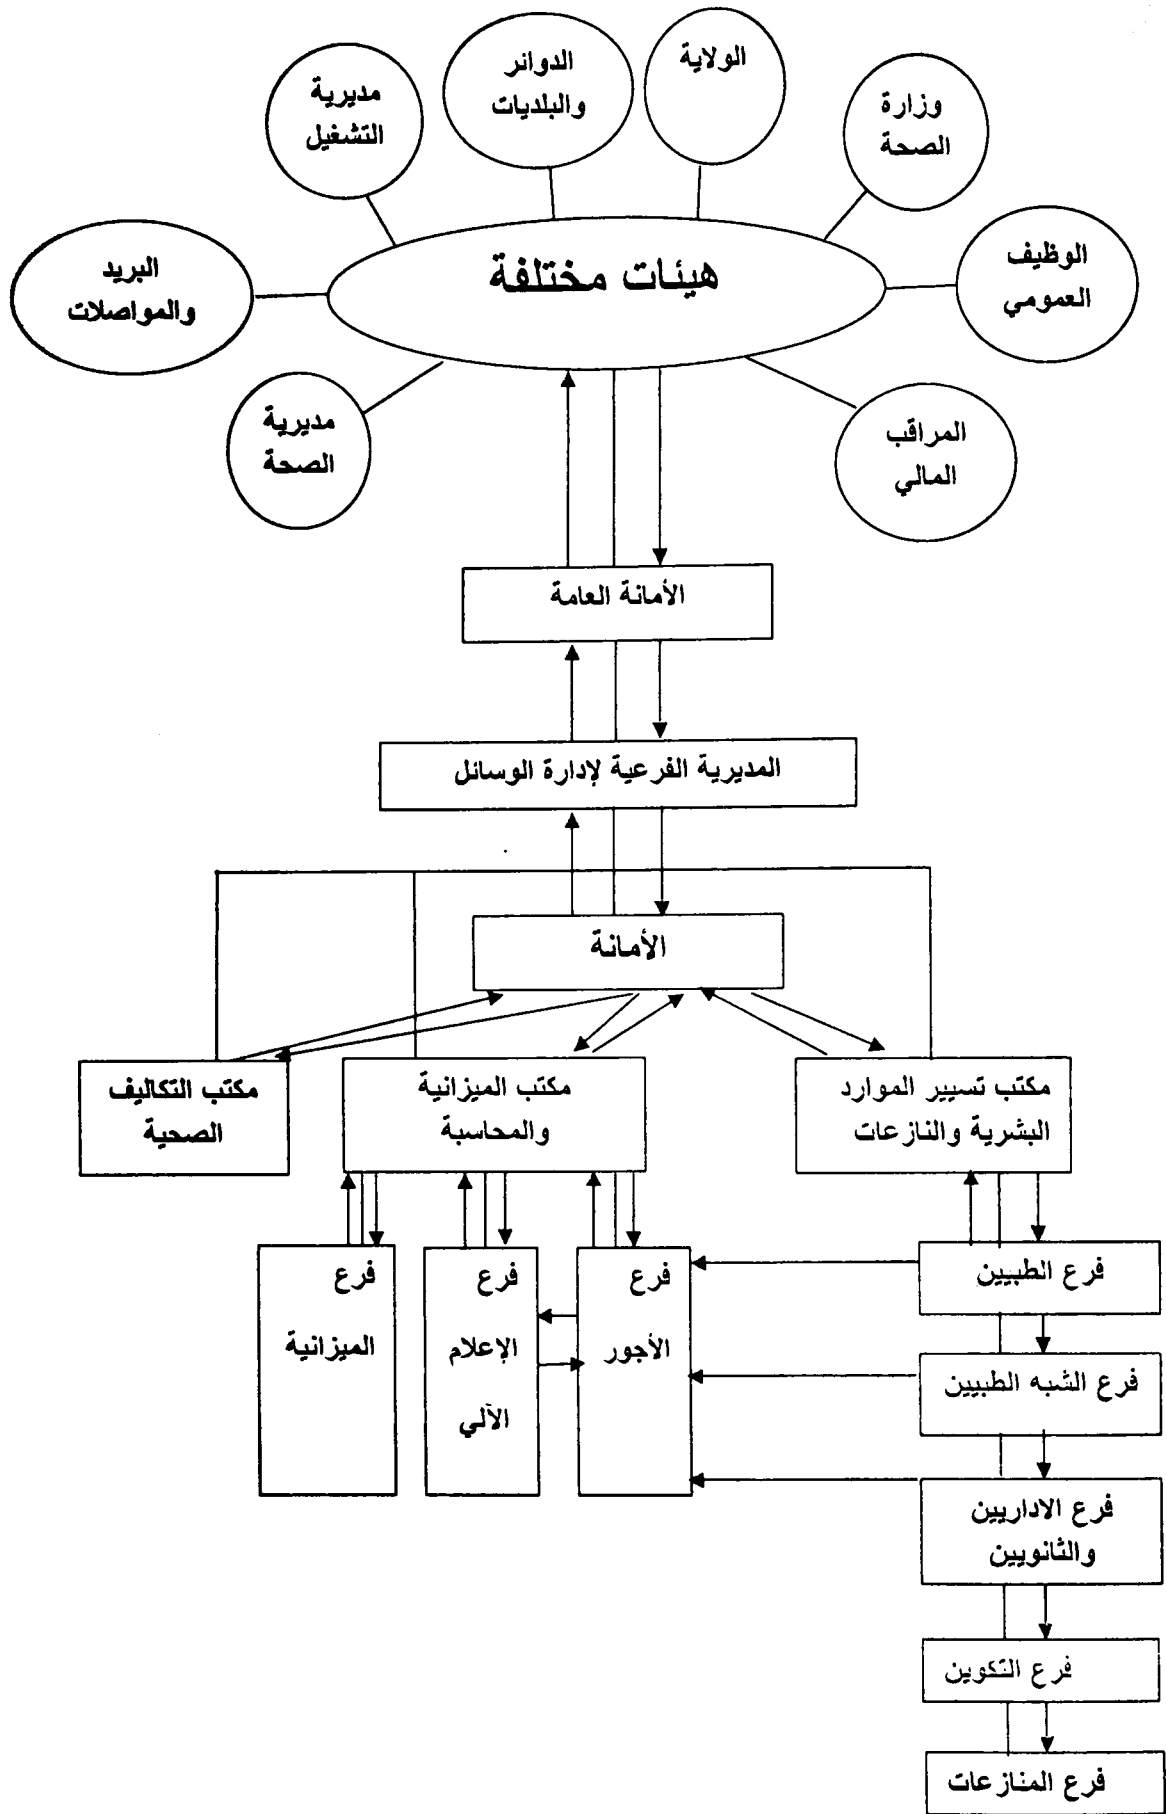 الولاية
الدوائر
والبلديات
مديرية
التشغيل
وزارة
الصحة
الوظيف
العمومي
هيئات مختلفة
البريد
والمواصلات
المراقب
المالي
مديرية
الصحة
الأمانة العامة
المديرية الفرعية لإدارة الوسائل
الأمانة
مكتب تسيير الموارد
البشرية والنازعات
مكتب الميزانية
والمحاسبة
مكتب التكاليف
الصحية
فرع الطبيين
فرع
الأجور
فرع
الإعلام
الآلي
فرع
الميزانية
فرع الشبه الطبيين
فرع الاداريين
والثانويين
فرع التكوين
فرع المنازعات